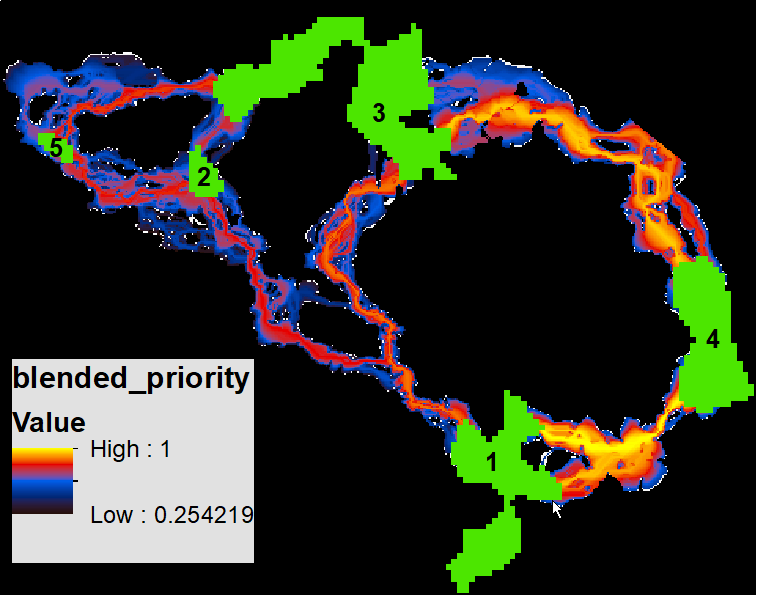 3
5
2
4
1
blended_priority
Value
High : 1
Low : 0.254219